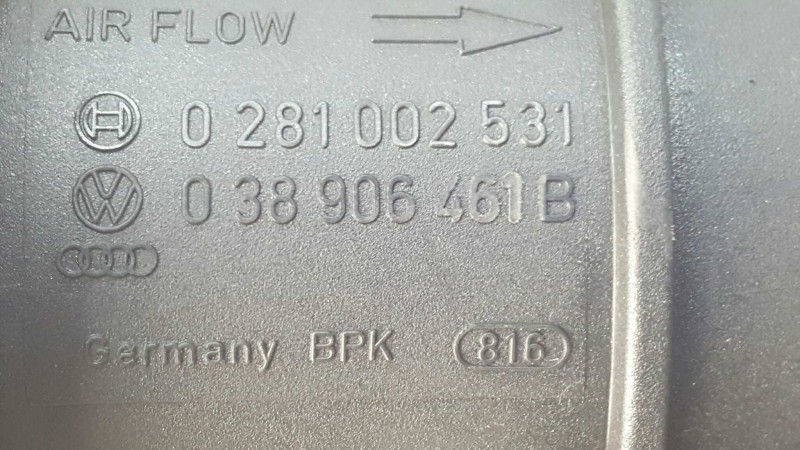 AIR FLOW
0 281 002 531
0 38 906 461 B
Germany BPK 816